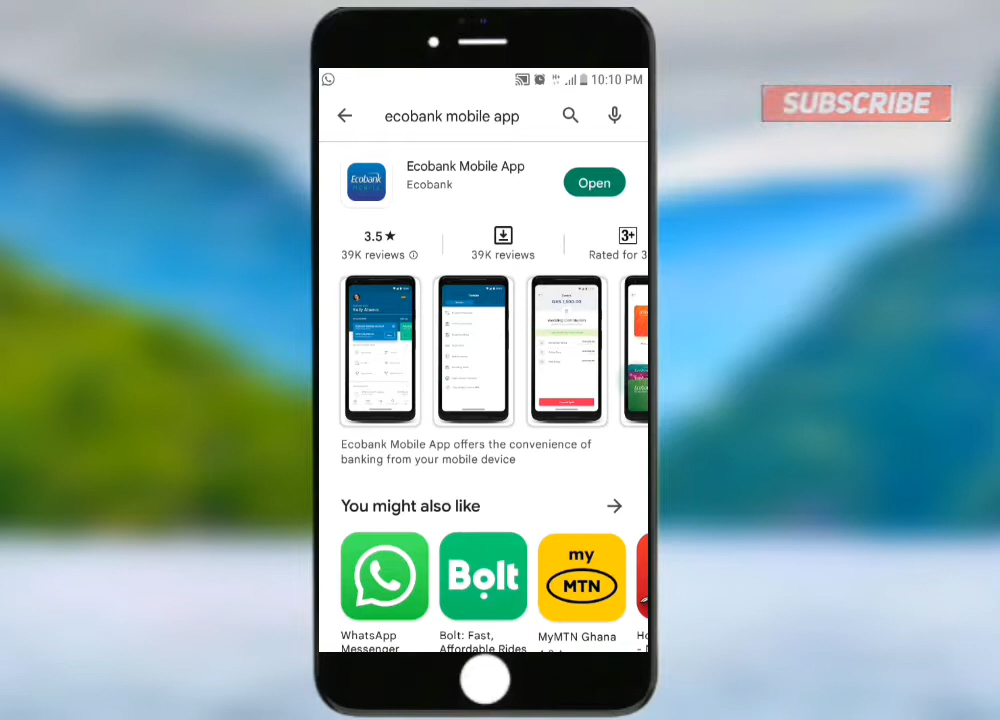 10:10 PM
SUBSCRIBE
ecobank mobile app
Ecobank Mobile App
Ecobank
Ecobank
Open
3.5★
39K reviews
39K reviews
3+
Rated for 3
Ecobank Mobile App offers the convenience of
banking from your mobile device
You might also like
Bolt
my
MTN
WhatsApp
Messenger
Bolt: Fast,
Affordable Rides
MyMTN Ghana